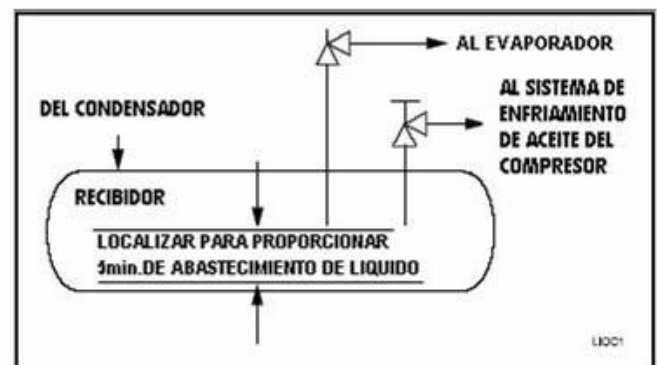 AL EVAPORADOR
AL SISTEMA DE
ENFRIAMIENTO
DE ACEITE DEL
COMPRESOR
DEL CONDENSADOR
RECIBIDOR
LOCALIZAR PARA PROPORCIONAR
5min.DE ABASTECIMIENTO DE LIQUIDO